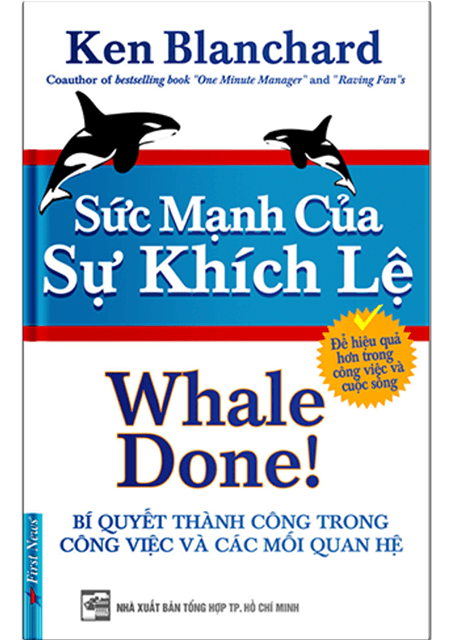 Ken Blanchard
Coauthor of bestselling book "One Minute Manager" and "Raving Fan"s
Sức Mạnh Của
Sự Khích Lệ
Để hiệu quả
hơn trong
công việc và
cuộc sống
Whale
Done!
BÍ QUYẾT THÀNH CÔNG TRONG
CÔNG VIỆC VÀ CÁC MỐI QUAN HỆ
First News
NHÀ XUẤT BẢN TỔNG HỢP TP. HỒ CHÍ MINH